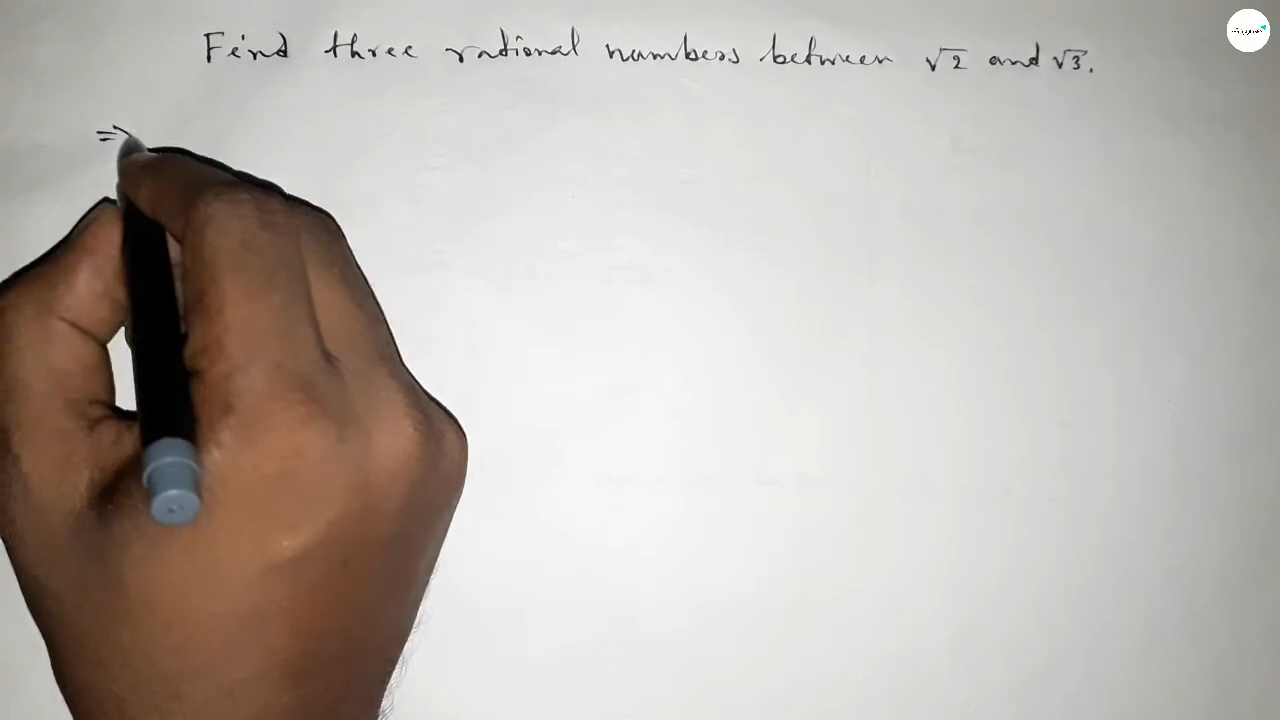 Find three rational numbers between √2 and √3.
⇒